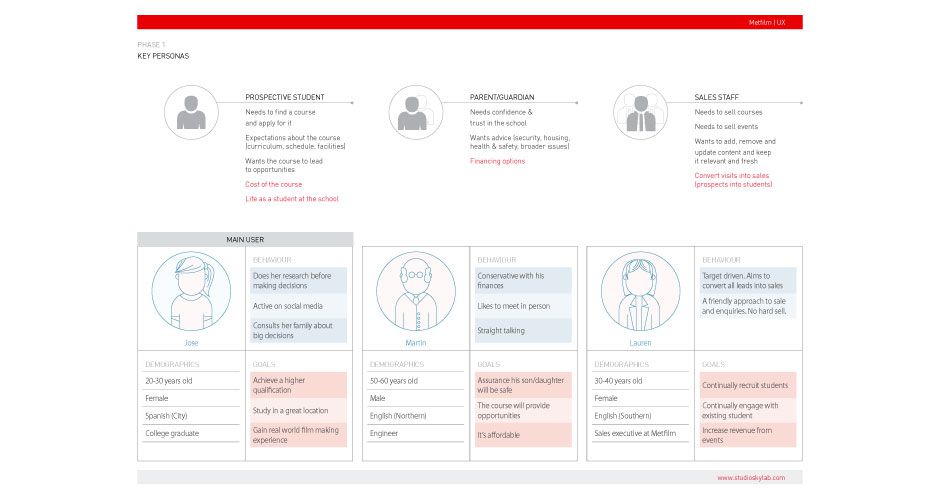 Metfilm | UX
PHASE 1
KEY PERSONAS
PROSPECTIVE STUDENT
Needs to find a course
and apply for it
Expectations about the course
(curriculum, schedule, facilities)
Wants the course to lead
to opportunities
Cost of the course
Life as a student at the school
PARENT/GUARDIAN
Needs confidence &
trust in the school
Wants advice (security, housing,
health & safety, broader issues)
Financing options
SALES STAFF
Needs to sell courses
Needs to sell events
Wants to add, remove and
update content and keep
it relevant and fresh
Convert visits into sales
(prospects into students)
MAIN USER
Jose
BEHAVIOUR
Does her research before
making decisions
Active on social media
Consults her family about
big decisions
DEMOGRAPHICS
20-30 years old
Female
Spanish (City)
College graduate
GOALS
Achieve a higher
qualification
Study in a great location
Gain real world film making
experience
Martin
BEHAVIOUR
Conservative with his
finances
Likes to meet in person
Straight talking
DEMOGRAPHICS
50-60 years old
Male
English (Northern)
Engineer
GOALS
Assurance his son/daughter
will be safe
The course will provide
opportunities
It's affordable
Lauren
BEHAVIOUR
Target driven. Aims to
convert all leads into sales
A friendly approach to sale
and enquiries. No hard sell.
DEMOGRAPHICS
30-40 years old
Female
English (Southern)
Sales executive at Metfilm
GOALS
Continually recruit students
Continually engage with
existing student
Increase revenue from
events
www.studioskylab.com